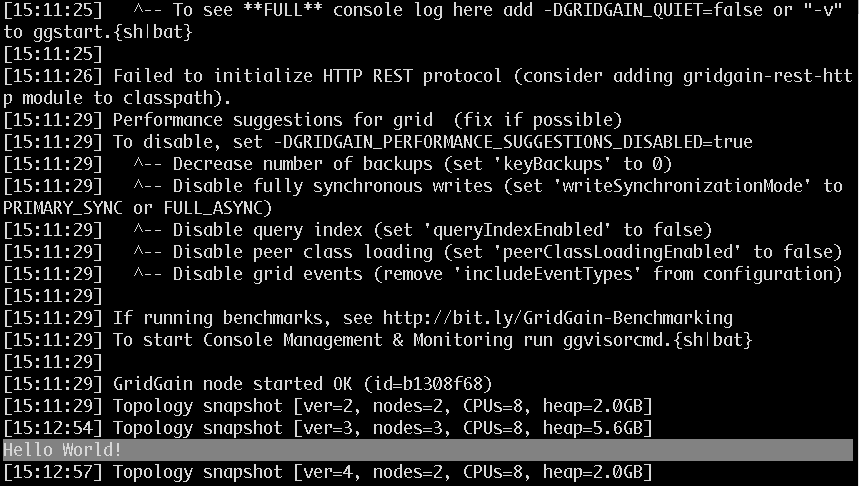 [15:11:25]   ^-- To see **FULL** console log here add -DGRIDGAIN_QUIET=false or "-v"
to ggstart.{sh|bat}
[15:11:25]
[15:11:26] Failed to initialize HTTP REST protocol (consider adding gridgain-rest-htt
p module to classpath).
[15:11:29] Performance suggestions for grid  (fix if possible)
[15:11:29] To disable, set -DGRIDGAIN_PERFORMANCE_SUGGESTIONS_DISABLED=true
[15:11:29]   ^-- Decrease number of backups (set 'keyBackups' to 0)
[15:11:29]   ^-- Disable fully synchronous writes (set 'writeSynchronizationMode' to
PRIMARY_SYNC or FULL_ASYNC)
[15:11:29]   ^-- Disable query index (set 'queryIndexEnabled' to false)
[15:11:29]   ^-- Disable peer class loading (set 'peerClassLoadingEnabled' to false)
[15:11:29]   ^-- Disable grid events (remove 'includeEventTypes' from configuration)
[15:11:29]
[15:11:29] If running benchmarks, see http://bit.ly/GridGain-Benchmarking
[15:11:29] To start Console Management & Monitoring run ggvisorcmd.{sh|bat}
[15:11:29]
[15:11:29] GridGain node started OK (id=b1308f68)
[15:11:29] Topology snapshot [ver=2, nodes=2, CPUs=8, heap=2.0GB]
[15:12:54] Topology snapshot [ver=3, nodes=3, CPUs=8, heap=5.6GB]
Hello World!
[15:12:57] Topology snapshot [ver=4, nodes=2, CPUs=8, heap=2.0GB]